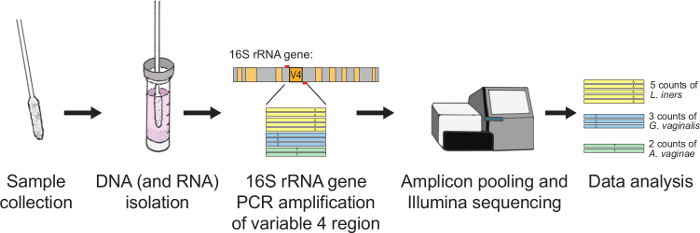 16S rRNA gene:
V4
5 counts of
L. iners
3 counts of
G. vaginalis
2 counts of
A. vaginae
Sample
collection
DNA (and RNA)
isolation
16S rRNA gene
PCR amplification
of variable 4 region
Amplicon pooling and
Illumina sequencing
Data analysis